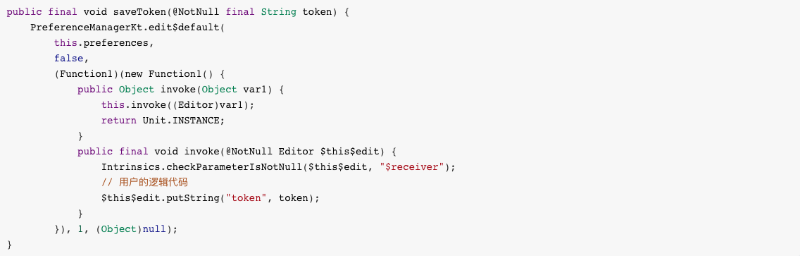 public final void saveToken(@NotNull final String token) {
    PreferenceManagerKt.edit$default(
        this.preferences,
        false,
        (Function1)(new Function1() {
            public Object invoke(Object var1) {
                this.invoke((Editor)var1);
                return Unit.INSTANCE;
            }
            public final void invoke(@NotNull Editor $this$edit) {
                Intrinsics.checkParameterIsNotNull($this$edit, "$receiver");
                // 用户的逻辑代码
                $this$edit.putString("token", token);
            }
        }), 1, (Object)null);
}